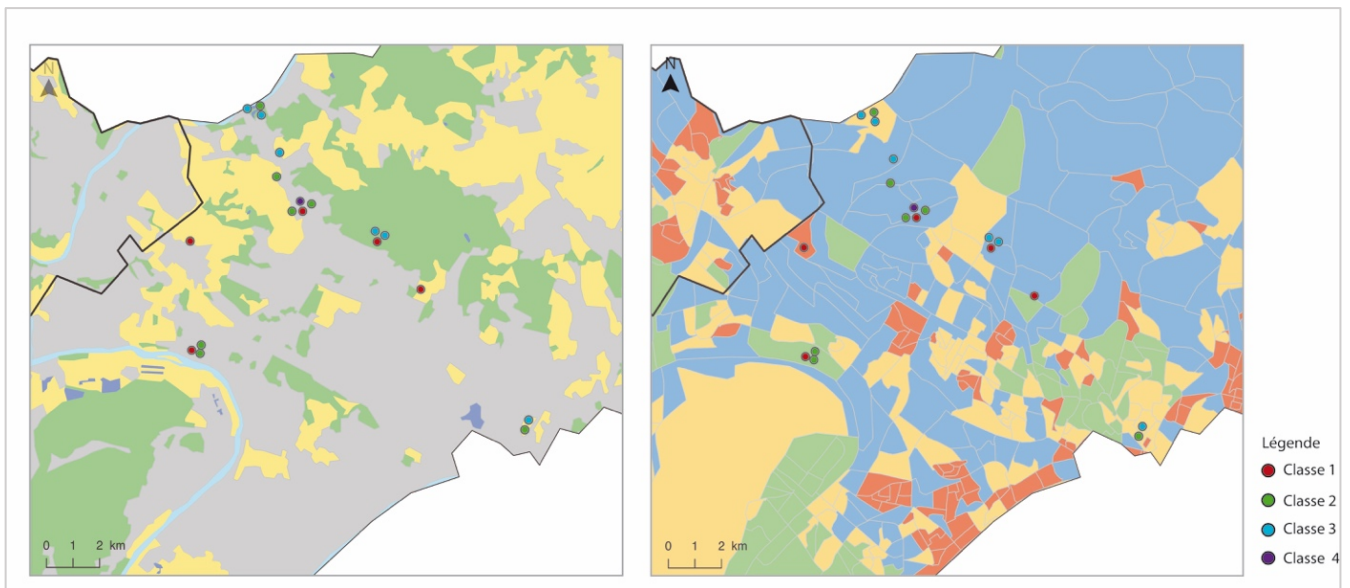 N
N
0 1 2 km
0 1 2 km
Légende
Classe 1
Classe 2
Classe 3
Classe 4